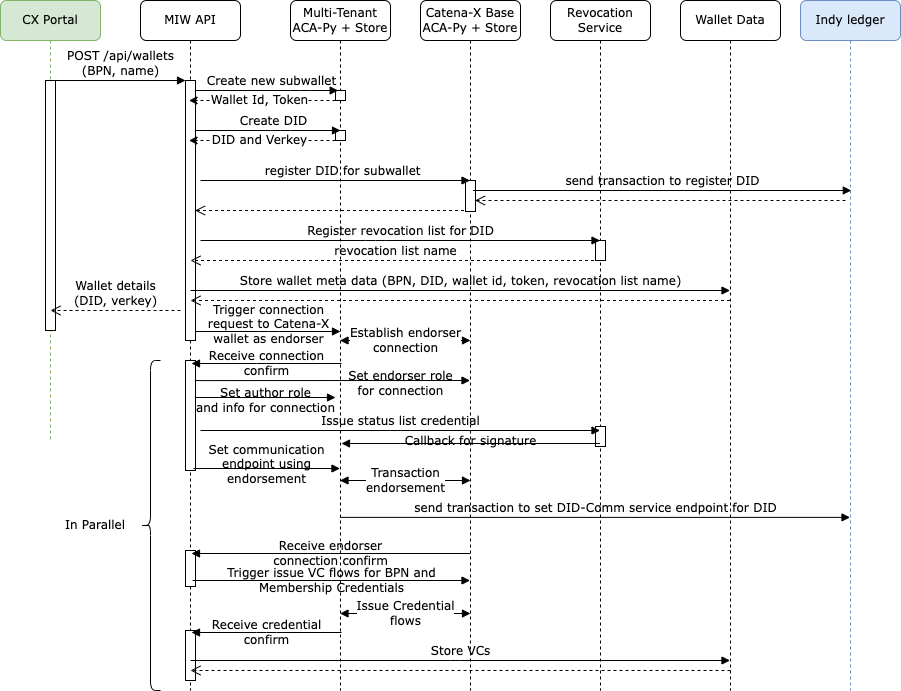 CX Portal
MIW API
Multi-Tenant
ACA-Py + Store
Catena-X Base
ACA-Py + Store
Revocation
Service
Wallet Data
Indy ledger
POST /api/wallets
(BPN, name)
Create new subwallet
Wallet Id, Token
Create DID
DID and Verkey
register DID for subwallet
send transaction to register DID
Register revocation list for DID
revocation list name
Store wallet meta data (BPN, DID, wallet id, token, revocation list name)
Wallet details
(DID, verkey)
Trigger connection
request to Catena-X
wallet as endorser
Establish endorser
connection
Receive connection
confirm
Set endorser role
for connection
Set author role
and info for connection
Issue status list credential
Callback for signature
Set communication
endpoint using
endorsement
Transaction
endorsement
send transaction to set DID-Comm service endpoint for DID
In Parallel
Receive endorser
connection confirm
Trigger issue VC flows for BPN and
Membership Credentials
Issue Credential
flows
Receive credential
confirm
Store VCs